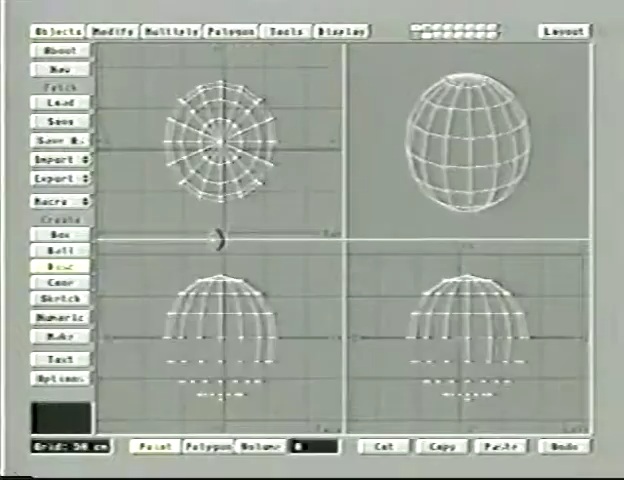 Objects Modify Multiply Polygon Tools Display Layout
About
New
Fetch
Load
Save
Import
Export
Macro
Create
Box
Ball
Disc
Cone
Sketch
Numeric
Make
Text
Options
Grid: 50 cm Point Polygon Volume 0 Cut Copy Paste Undo